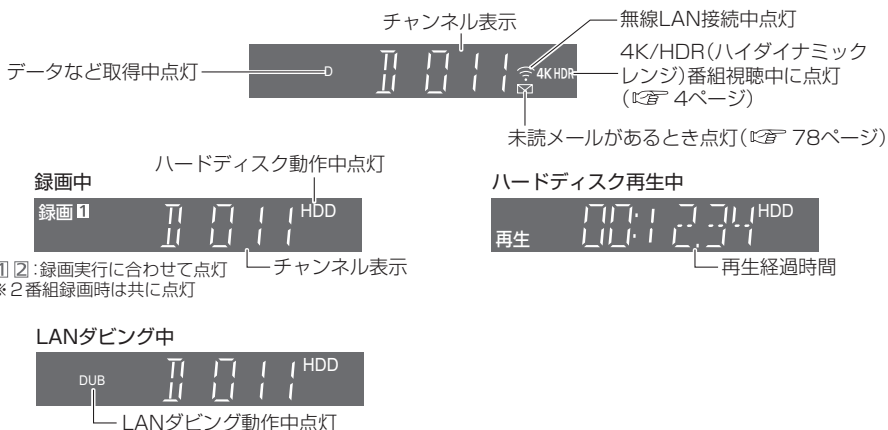 チャンネル表示
無線LAN接続中点灯
データなど取得中点灯
D
D 011
4K HDR
4K/HDR(ハイダイナミック
レンジ)番組視聴中に点灯
(☞ 4ページ)
未読メールがあるとき点灯(☞ 78ページ)
録画中
ハードディスク動作中点灯
録画 1
D 011
HDD
1 2:録画実行に合わせて点灯
※2番組録画時は共に点灯
チャンネル表示
ハードディスク再生中
再生
00:12.34
HDD
再生経過時間
LANダビング中
DUB
D 011
HDD
LANダビング動作中点灯